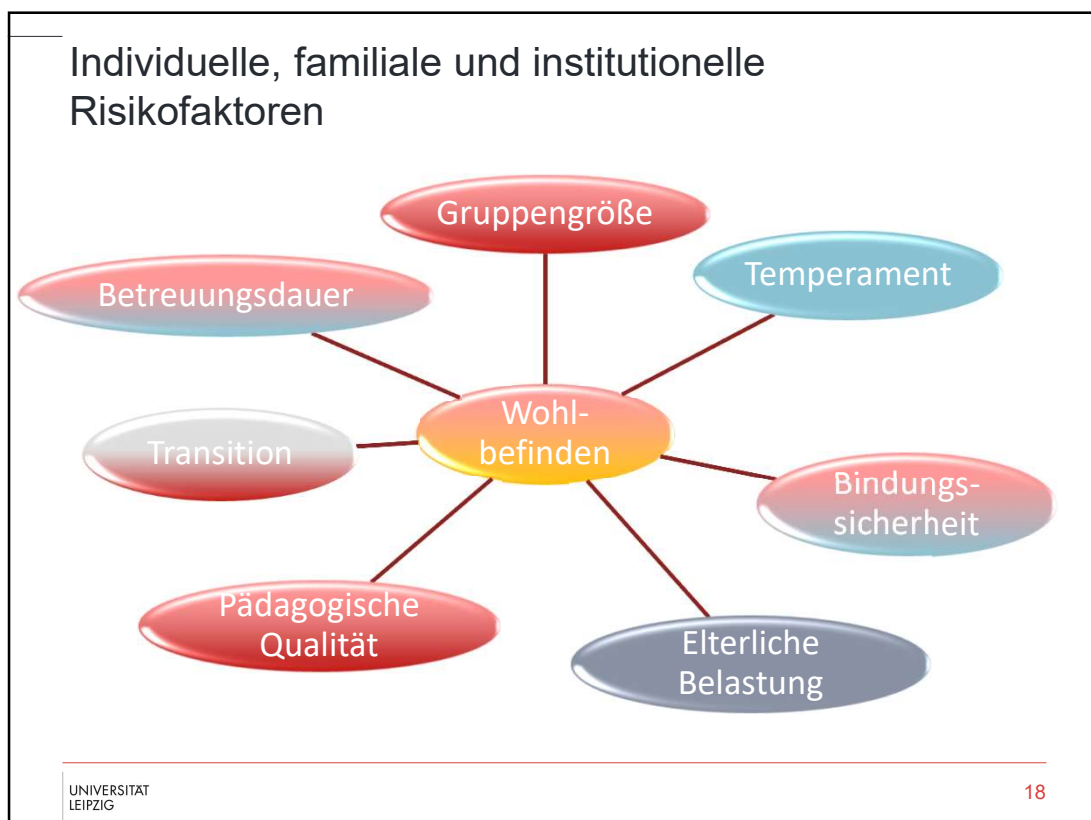 Individuelle, familiale und institutionelle
Risikofaktoren
Gruppengröße
Temperament
Betreuungsdauer
Wohl-
befinden
Transition
Bindungs-
sicherheit
Pädagogische
Qualität
Elterliche
Belastung
UNIVERSITÄT
LEIPZIG
18